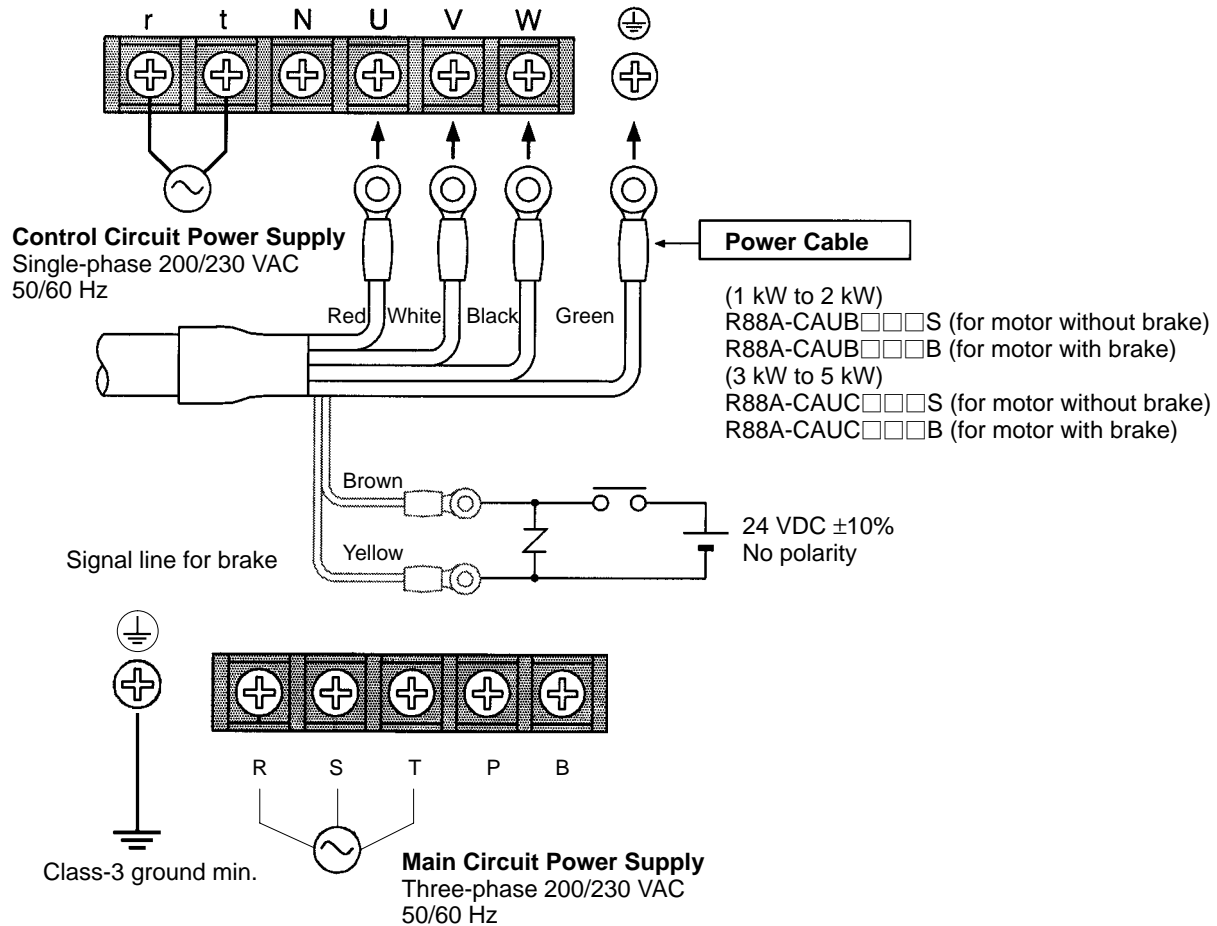 r t N U V W
Control Circuit Power Supply
Single-phase 200/230 VAC
50/60 Hz
Power Cable
(1 kW to 2 kW)
R88A-CAUB□□□S (for motor without brake)
R88A-CAUB□□□B (for motor with brake)
(3 kW to 5 kW)
R88A-CAUC□□□S (for motor without brake)
R88A-CAUC□□□B (for motor with brake)
Red White Black Green
Brown
24 VDC ±10%
No polarity
Signal line for brake
Yellow
R S T P B
Class-3 ground min.
Main Circuit Power Supply
Three-phase 200/230 VAC
50/60 Hz